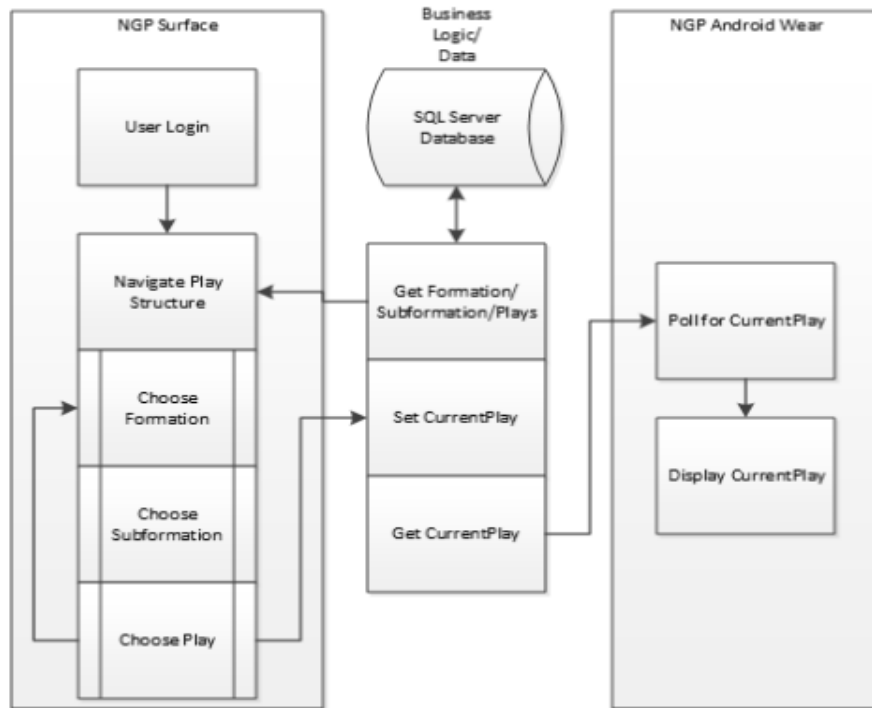 NGP Surface
User Login
Navigate Play
Structure
Choose
Formation
Choose
Subformation
Choose Play
Business
Logic/
Data
SQL Server
Database
Get Formation/
Subformation/Plays
Set CurrentPlay
Get CurrentPlay
NGP Android Wear
Poll for CurrentPlay
Display CurrentPlay